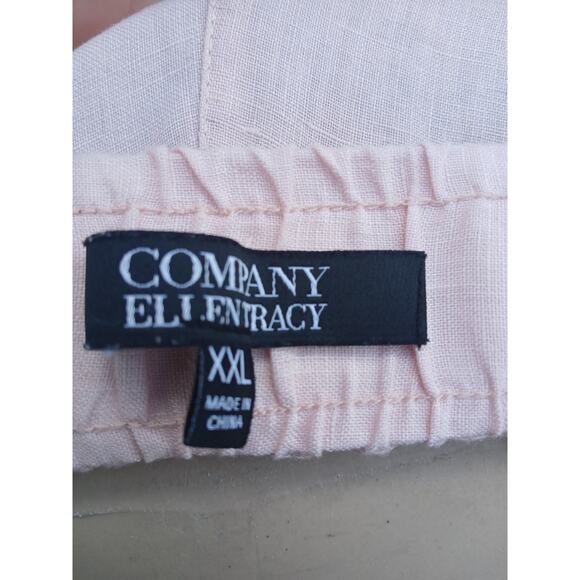 COMPANY
ELLEN TRACY
XXL
MADE IN
CHINA